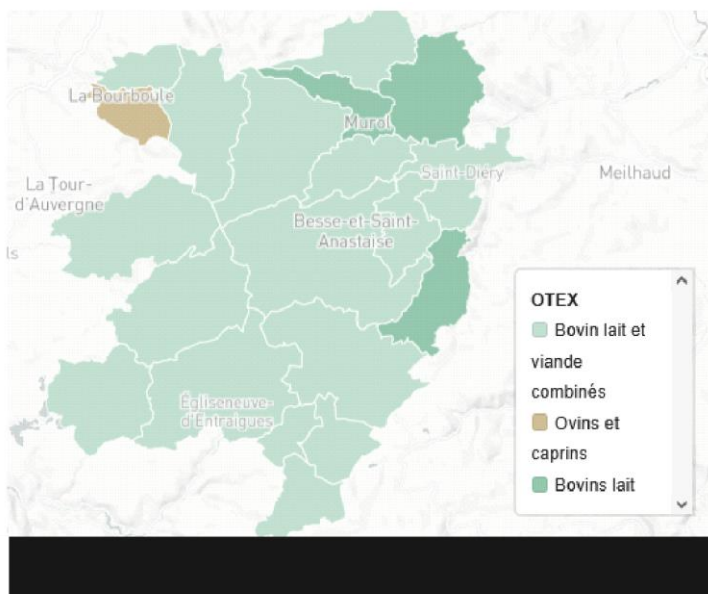 La Bourboule
Murol
Saint-Diéry
Meilhaud
La Tour-
d'Auvergne
Besse-et-Saint-
Anastaise
ls
Égliseneuve-
d'Entraigues
OTEX
Bovin lait et
viande
combinés
Ovins et
caprins
Bovins lait